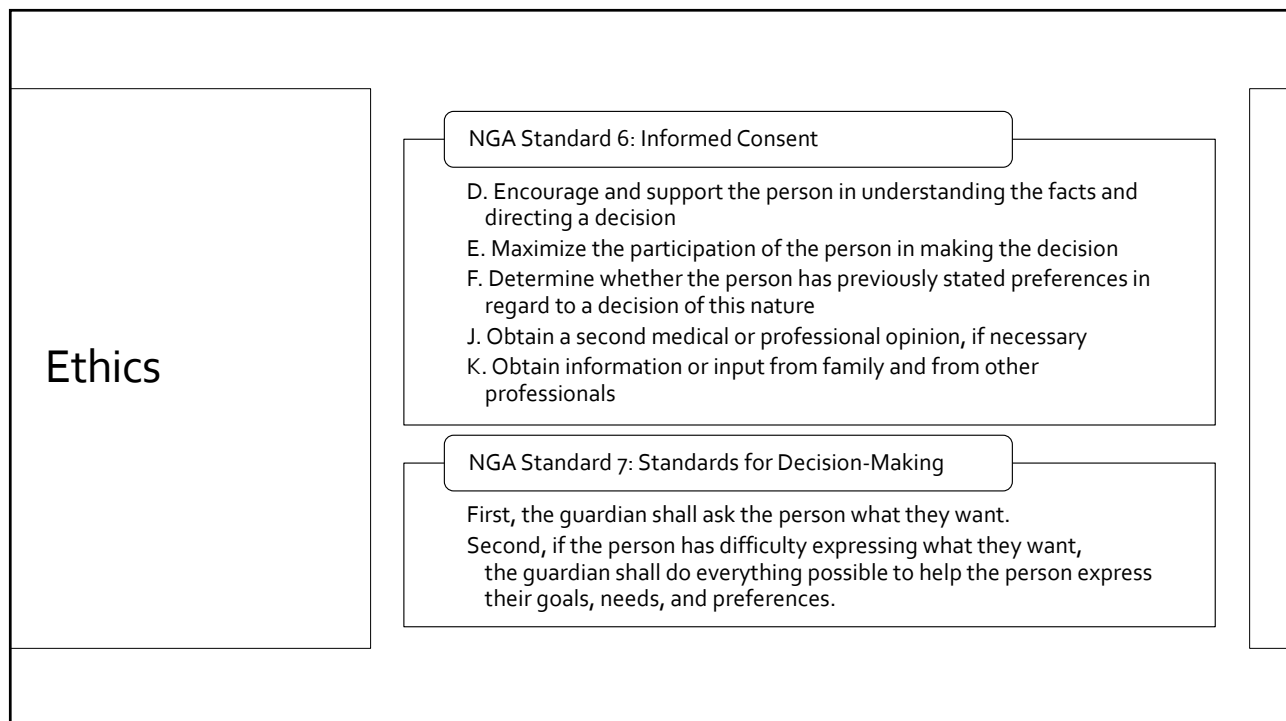 Ethics
NGA Standard 6: Informed Consent
D. Encourage and support the person in understanding the facts and
directing a decision
E. Maximize the participation of the person in making the decision
F. Determine whether the person has previously stated preferences in
regard to a decision of this nature
J. Obtain a second medical or professional opinion, if necessary
K. Obtain information or input from family and from other
professionals
NGA Standard 7: Standards for Decision-Making
First, the guardian shall ask the person what they want.
Second, if the person has difficulty expressing what they want,
the guardian shall do everything possible to help the person express
their goals, needs, and preferences.